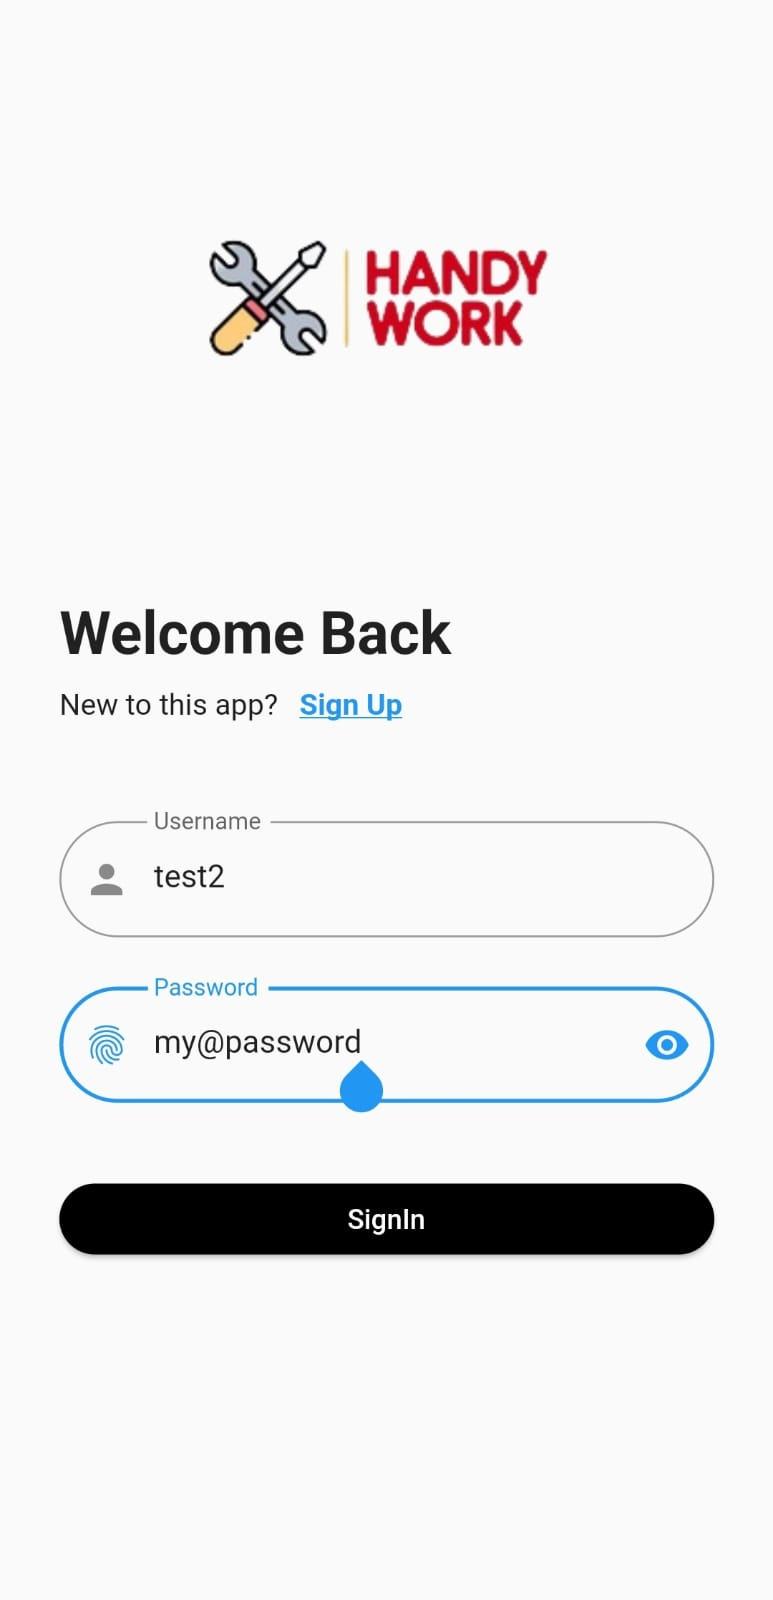 HANDY
WORK
Welcome Back
New to this app? Sign Up
Username
test2
Password
my@password
SignIn